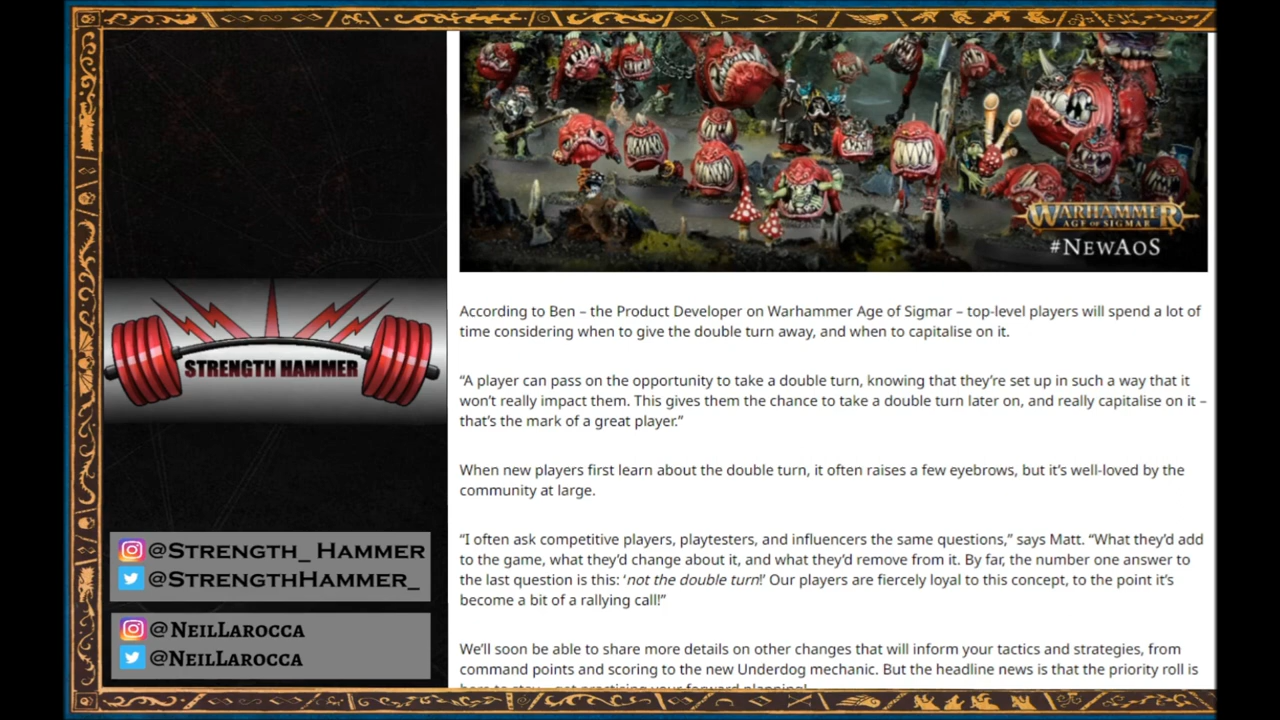 WARHAMMER
AGE OF SIGMAR
#NEWAOS
STRENGTH HAMMER
@STRENGTH_HAMMER
@STRENGTHHAMMER_
@NEILLAROCCA
@NEILLAROCCA
According to Ben – the Product Developer on Warhammer Age of Sigmar – top-level players will spend a lot of
time considering when to give the double turn away, and when to capitalise on it.
“A player can pass on the opportunity to take a double turn, knowing that they’re set up in such a way that it
won’t really impact them. This gives them the chance to take a double turn later on, and really capitalise on it –
that’s the mark of a great player.”
When new players first learn about the double turn, it often raises a few eyebrows, but it’s well-loved by the
community at large.
“I often ask competitive players, playtesters, and influencers the same questions,” says Matt. “What they’d add
to the game, what they’d change about it, and what they’d remove from it. By far, the number one answer to
the last question is this: ‘not the double turn!’ Our players are fiercely loyal to this concept, to the point it’s
become a bit of a rallying call!”
We’ll soon be able to share more details on other changes that will inform your tactics and strategies, from
command points and scoring to the new Underdog mechanic. But the headline news is that the priority roll is